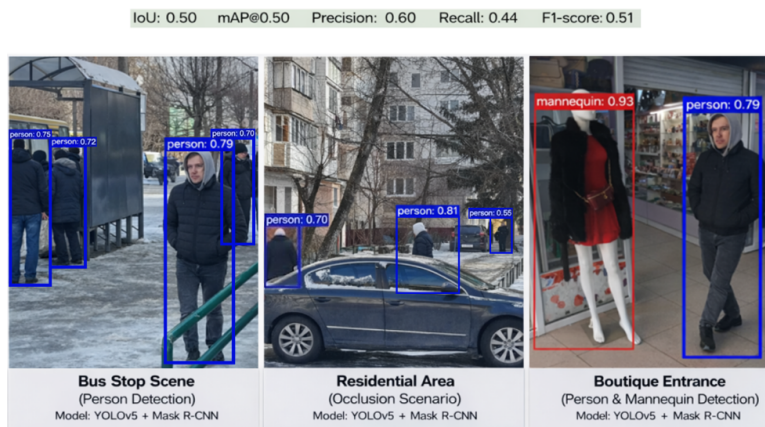 IoU: 0.50 mAP@0.50 Precision: 0.60 Recall: 0.44 F1-score: 0.51
person: 0.75
person: 0.72
person: 0.79
person: 0.70
person: 0.70
person: 0.81
person: 0.55
mannequin: 0.93
person: 0.79
Bus Stop Scene
(Person Detection)
Model: YOLOv5 + Mask R-CNN
Residential Area
(Occlusion Scenario)
Model: YOLOv5 + Mask R-CNN
Boutique Entrance
(Person & Mannequin Detection)
Model: YOLOv5 + Mask R-CNN